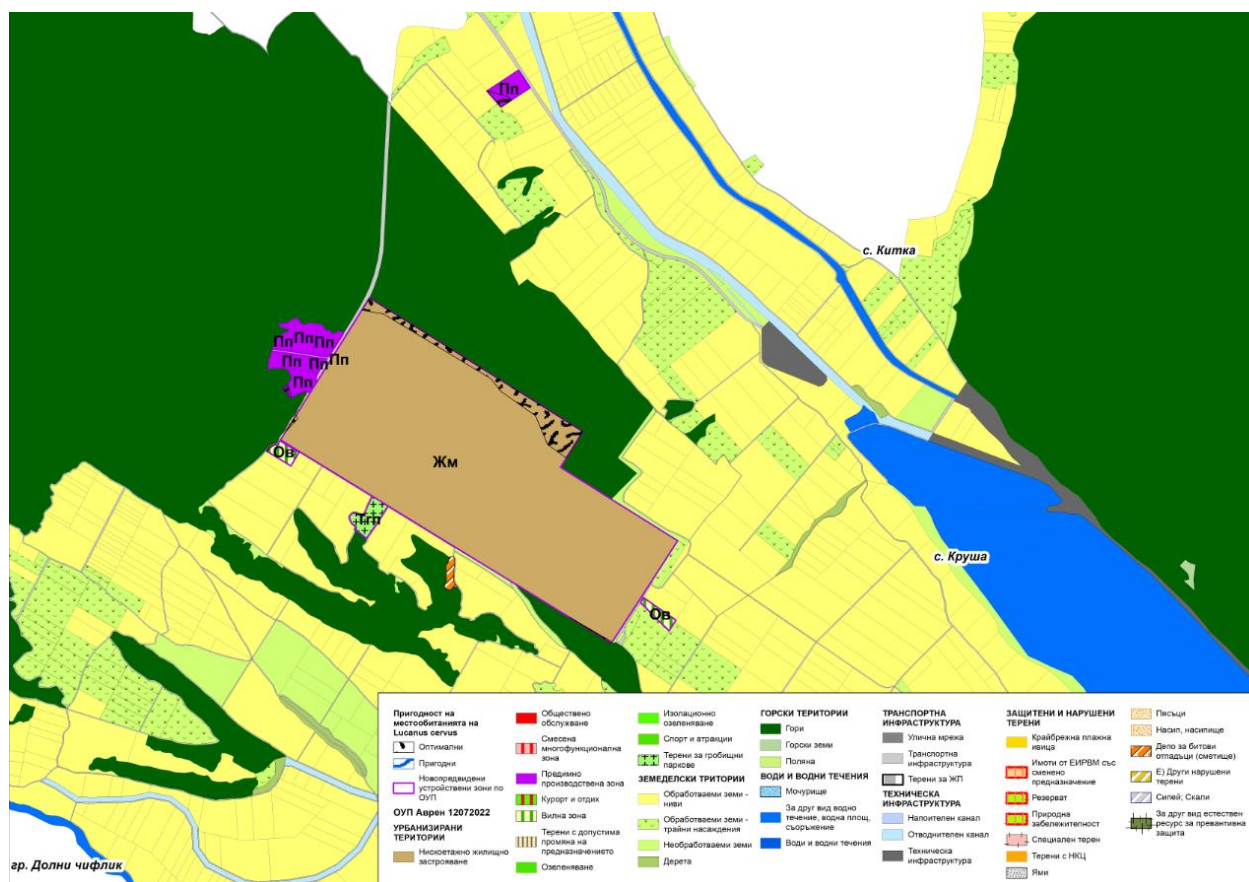 Пп
с. Китка
Пп Пп Пп
Пп Пп Пп
Пп
Ов
Жм
Тгп
с. Круша
Ов
гр. Долни чифлик
Пригодност на
местообитанията на
Lucanus cervus
Оптимални
Пригодни
Новопредвидени
устройствени зони по
ОУП
ОУП Аврен 12072022
УРБАНИЗИРАНИ
ТЕРИТОРИИ
Нискоетажно жилищно
застрояване
Обществено
обслужване
Смесена
многофункционална
зона
Предимно
производствена зона
Курорт и отдих
Вилна зона
Терени с допустима
промяна на
предназначението
Озеленяване
Изолационно
озеленяване
Спорт и атракции
Терени за гробищни
паркове
ЗЕМЕДЕЛСКИ ТРИТОРИИ
Обработваеми земи -
ниви
Обработваеми земи -
трайни насаждения
Необработваеми земи
Дерета
ГОРСКИ ТЕРИТОРИИ
Гори
Горски земи
Поляна
ВОДИ И ВОДНИ ТЕЧЕНИЯ
Мочурище
За друг вид водно
течение, водна площ,
съоръжение
Води и водни течения
ТРАНСПОРТНА
ИНФРАСТРУКТУРА
Улична мрежа
Транспортна
инфраструктура
Терени за ЖП
ТЕХНИЧЕСКА
ИНФРАСТРУКТУРА
Напоителен канал
Отводнителен канал
Техническа
инфраструктура
ЗАЩИТЕНИ И НАРУШЕНИ
ТЕРЕНИ
Крайбрежна плажна
ивица
Имоти от ЕИРВМ със
сменено
предназначение
Резерват
Природна
забележителност
Специален терен
Терени с НКЦ
Ями
Пясъци
Насип, насипище
Депо за битови
отпадъци (сметище)
Е) Други нарушени
терени
Сипей; Скали
За друг вид естествен
ресурс за превантивна
защита